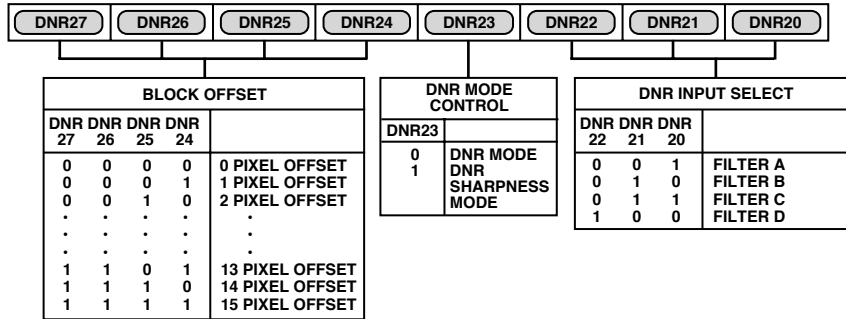 DNR27 DNR26 DNR25 DNR24 DNR23 DNR22 DNR21 DNR20
BLOCK OFFSET
DNR DNR DNR DNR
27 26 25 24
0 0 0 0 0 PIXEL OFFSET
0 0 0 1 1 PIXEL OFFSET
0 0 1 0 2 PIXEL OFFSET
. . . . .
. . . . .
. . . . .
1 1 0 1 13 PIXEL OFFSET
1 1 1 0 14 PIXEL OFFSET
1 1 1 1 15 PIXEL OFFSET
DNR MODE
CONTROL
DNR23
0 DNR MODE
1 DNR
SHARPNESS
MODE
DNR INPUT SELECT
DNR DNR DNR
22 21 20
0 0 1 FILTER A
0 1 0 FILTER B
0 1 1 FILTER C
1 0 0 FILTER D